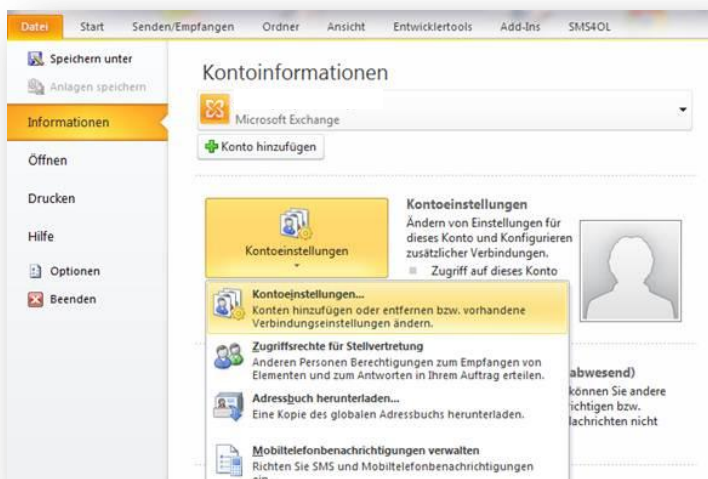 Datei Start Senden/Empfangen Ordner Ansicht Entwicklertools Add-Ins SMS4OL
Speichern unter
Anlagen speichern
Informationen
Öffnen
Drucken
Hilfe
Optionen
Beenden
Kontoinformationen
Microsoft Exchange
Konto hinzufügen
Kontoeinstellungen
Kontoeinstellungen
Ändern von Einstellungen für
dieses Konto und Konfigurieren
zusätzlicher Verbindungen.
Zugriff auf dieses Konto
Kontoeinstellungen...
Konten hinzufügen oder entfernen bzw. vorhandene
Verbindungseinstellungen ändern.
Zugriffsrechte für Stellvertretung
Anderen Personen Berechtigungen zum Empfangen von
Elementen und zum Antworten in Ihrem Auftrag erteilen.
Adressbuch herunterladen...
Eine Kopie des globalen Adressbuchs herunterladen.
Mobiltelefonbenachrichtigungen verwalten
Richten Sie SMS und Mobiltelefonbenachrichtigungen
abwesend)
können Sie andere
richtigen bzw.
Nachrichten nicht